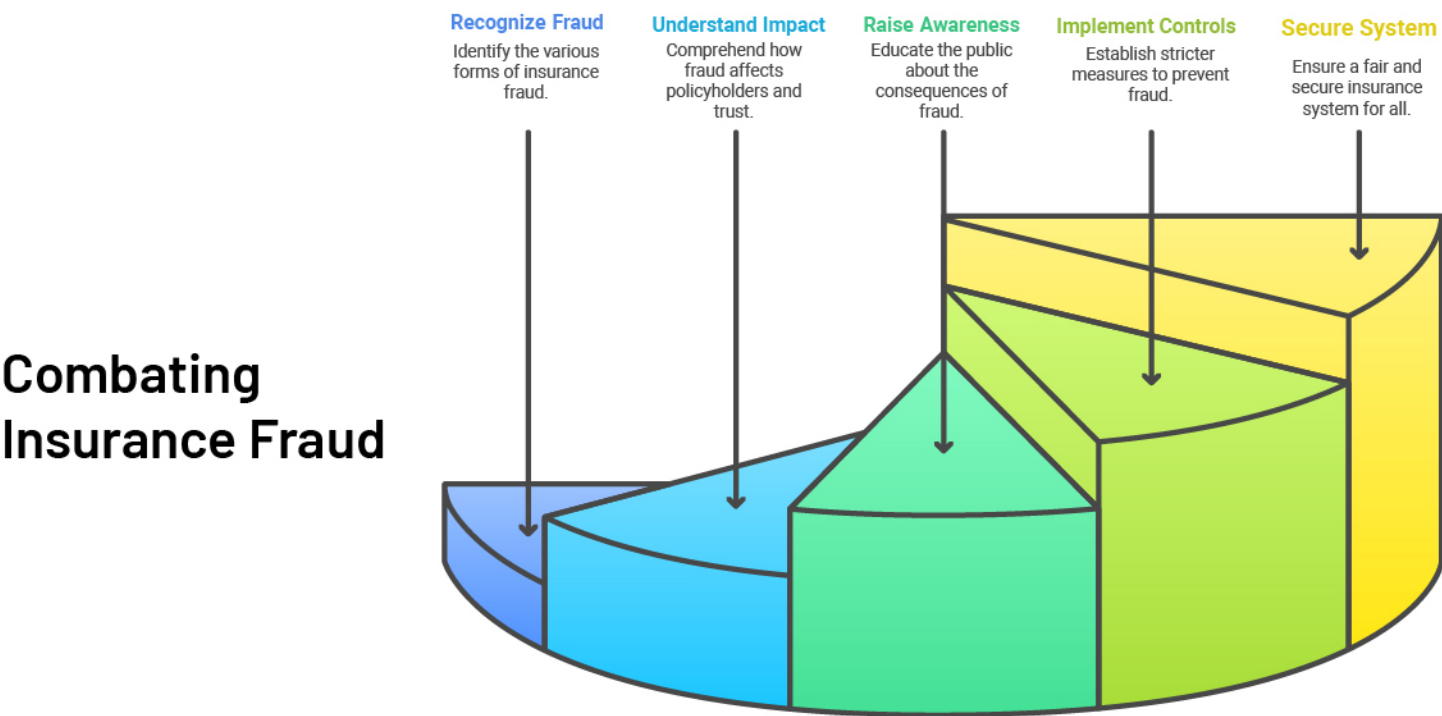 Recognize Fraud
Identify the various
forms of insurance
fraud.
Understand Impact
Comprehend how
fraud affects
policyholders and
trust.
Raise Awareness
Educate the public
about the
consequences of
fraud.
Implement Controls
Establish stricter
measures to prevent
fraud.
Secure System
Ensure a fair and
secure insurance
system for all.
Combating
Insurance Fraud